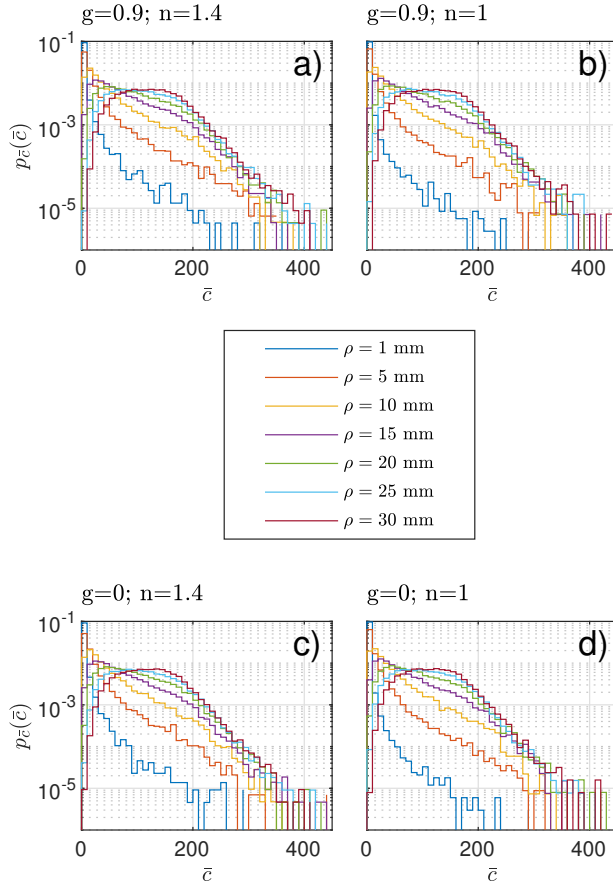 g=0.9; n=1.4
g=0.9; n=1
10^-1
10^-3
10^-5
p_c̄(c̄)
a)
b)
0 200 400
0 200 400
c̄
c̄
ρ = 1 mm
ρ = 5 mm
ρ = 10 mm
ρ = 15 mm
ρ = 20 mm
ρ = 25 mm
ρ = 30 mm
g=0; n=1.4
g=0; n=1
10^-1
10^-3
10^-5
p_c̄(c̄)
c)
d)
0 200 400
0 200 400
c̄
c̄